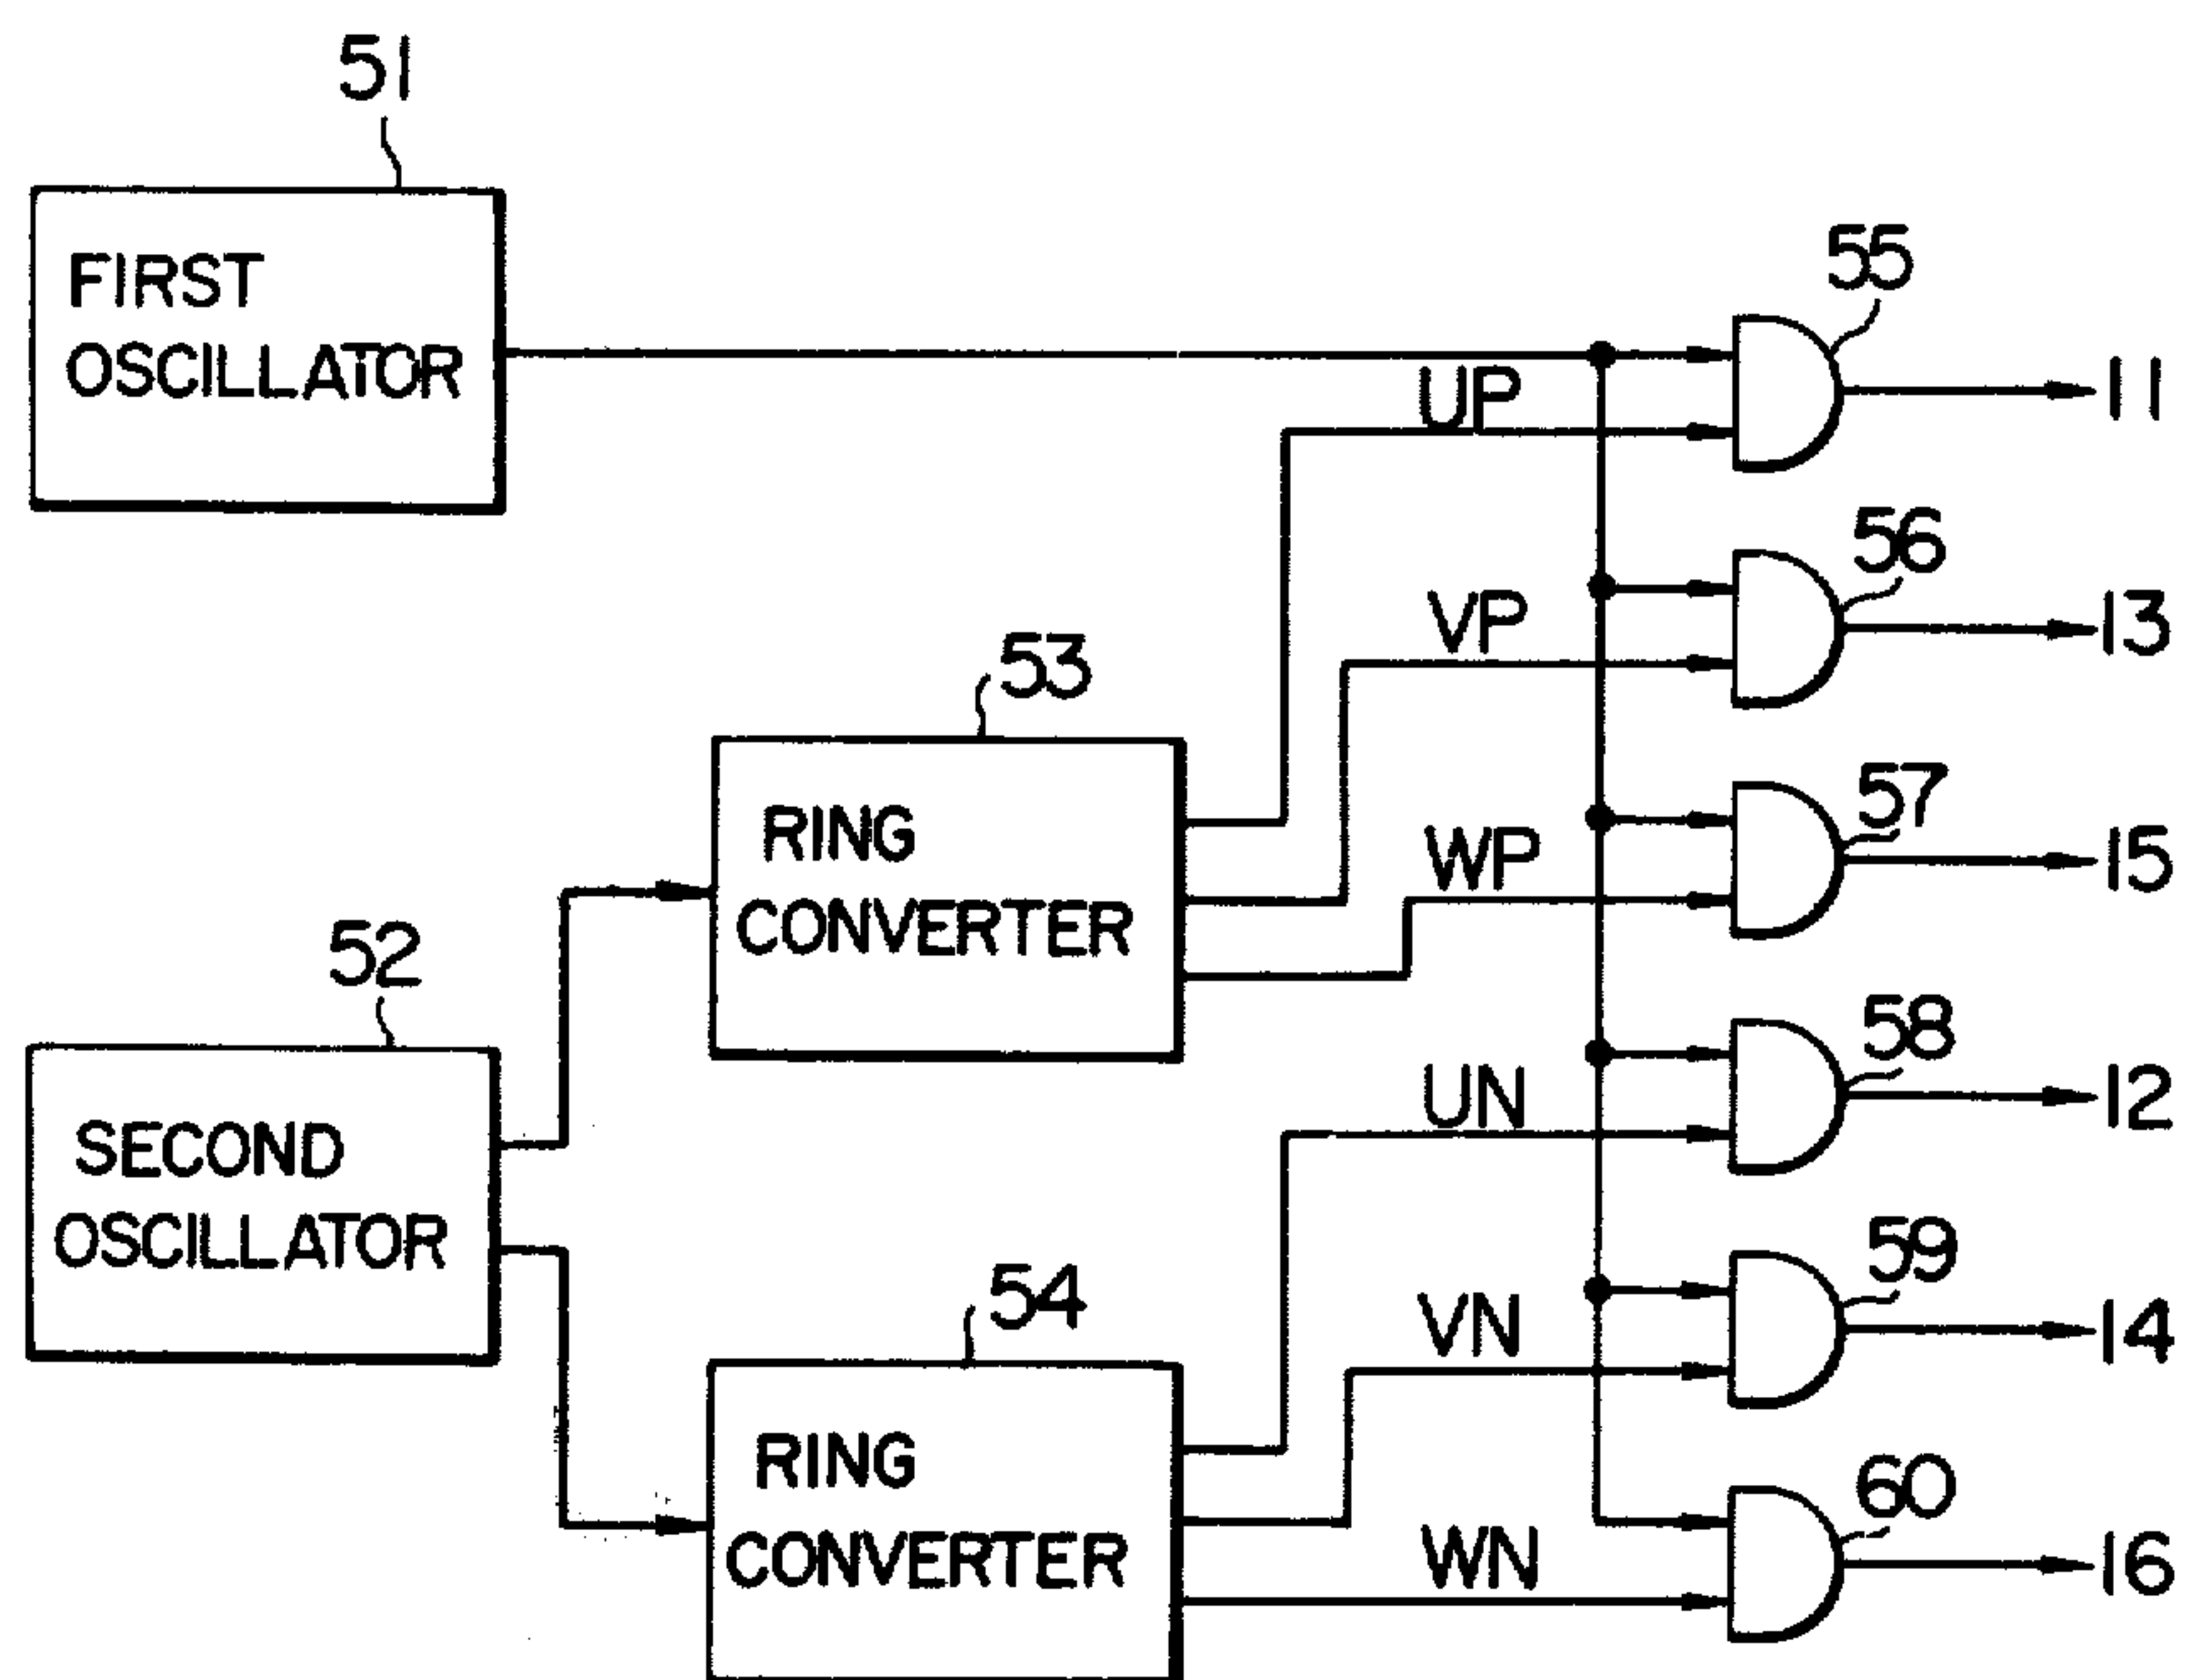 51
FIRST
OSCILLATOR
55
UP
11
56
VP
13
53
57
RING
CONVERTER
WP
15
52
58
SECOND
OSCILLATOR
UN
12
54
59
VN
14
RING
CONVERTER
60
WN
16